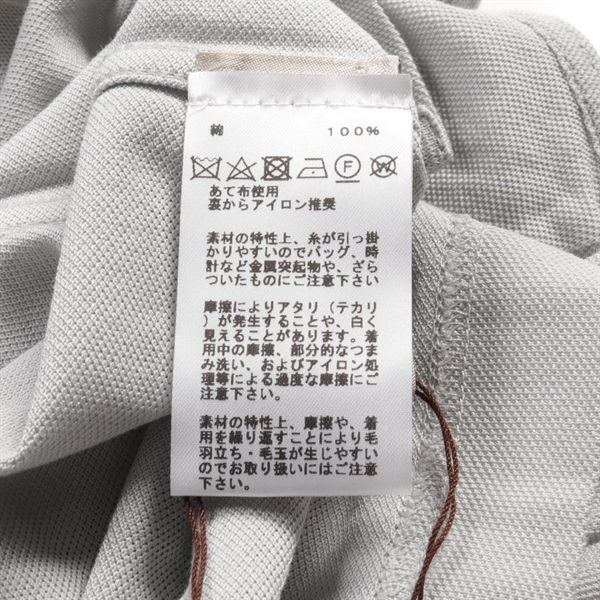 綿 100%
F
あて布使用
裏からアイロン推奨
素材の特性上、糸が引っ掛
かりやすいのでバッグ、時
計など金属突起物や、ざら
ついたものにご注意下さい
摩擦によりアタリ（テカリ
）が発生することや、白く
見えることがあります。着
用中の摩擦、部分的なつま
み洗い、およびアイロン処
理等による過度な摩擦にご
注意下さい。
素材の特性上、摩擦や、着
用を繰り返すことにより毛
羽立ち・毛玉が生じやすい
のでお取り扱いにはご注意
下さい。